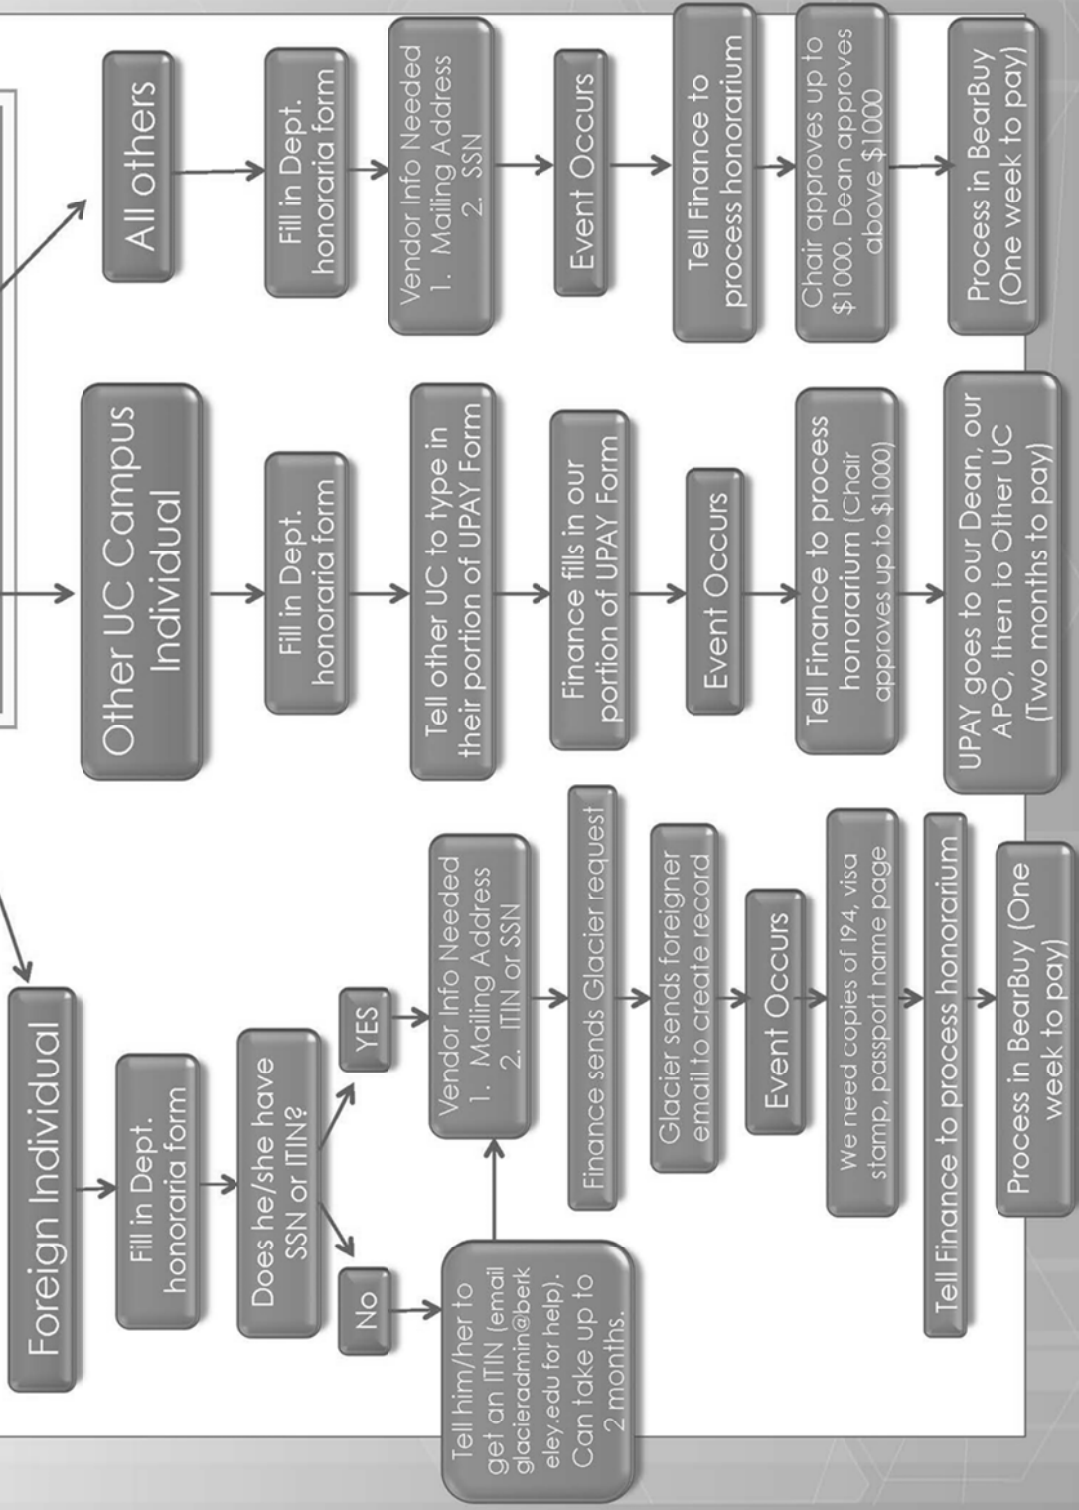 Foreign Individual
Fill in Dept.
honoraria form
Does he/she have
SSN or ITIN?
No
YES
Tell him/her to
get an ITIN (email
glacieradmin@berk
eley.edu for help).
Can take up to
2 months.
Vendor Info Needed
1. Mailing Address
2. ITIN or SSN
Finance sends Glacier request
Glacier sends foreigner
email to create record
Event Occurs
We need copies of I94, visa
stamp, passport name page
Tell Finance to process honorarium
Process in BearBuy (One
week to pay)
Other UC Campus
Individual
Fill in Dept.
honoraria form
Tell other UC to type in
their portion of UPAY Form
Finance fills in our
portion of UPAY Form
Event Occurs
Tell Finance to process
honorarium (Chair
approves up to $1000)
UPAY goes to our Dean, our
APO, then to Other UC
(Two months to pay)
All others
Fill in Dept.
honoraria form
Vendor Info Needed
1. Mailing Address
2. SSN
Event Occurs
Tell Finance to
process honorarium
Chair approves up to
$1000. Dean approves
above $1000
Process in BearBuy
(One week to pay)